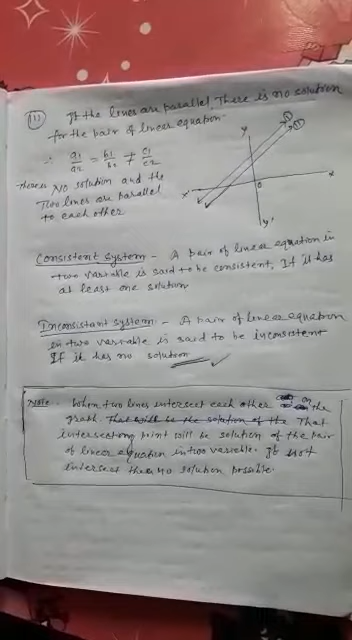 (III) If the lines are parallel, There is no solution
for the pair of linear equation.
∴ a1/a2 = b1/b2 ≠ c1/c2
There is NO solution and the
Two lines are parallel
to each other
y
① ②
x' 0 x
y'
Consistent system - A pair of linear equation in
two variable is said to be consistent, If it has
at least one solution
Inconsistant system - A pair of linear equation
in two variable is said to be inconsistent
If it has no solution
Note. When two lines intersect each other on the
graph. That will be the solution of the That
intersecting point will be solution of the pair
of linear equation in two variable. If not
intersect then no solution possible.